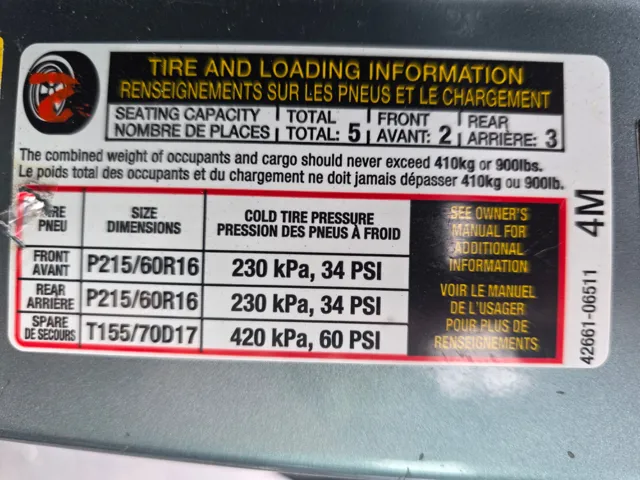 TIRE AND LOADING INFORMATION
RENSEIGNEMENTS SUR LES PNEUS ET LE CHARGEMENT
SEATING CAPACITY TOTAL FRONT REAR
NOMBRE DE PLACES TOTAL: 5 AVANT: 2 ARRIÈRE: 3
The combined weight of occupants and cargo should never exceed 410kg or 900lbs.
Le poids total des occupants et du chargement ne doit jamais dépasser 410kg ou 900lb.
SIZE
PNEU DIMENSIONS
COLD TIRE PRESSURE
PRESSION DES PNEUS À FROID
SEE OWNER'S
MANUAL FOR
ADDITIONAL
INFORMATION
VOIR LE MANUEL
DE L'USAGER
POUR PLUS DE
RENSEIGNEMENTS
FRONT
AVANT
P215/60R16 230 kPa, 34 PSI
REAR
ARRIÈRE
P215/60R16 230 kPa, 34 PSI
SPARE
DE SECOURS
T155/70D17 420 kPa, 60 PSI
42661-06511 4M